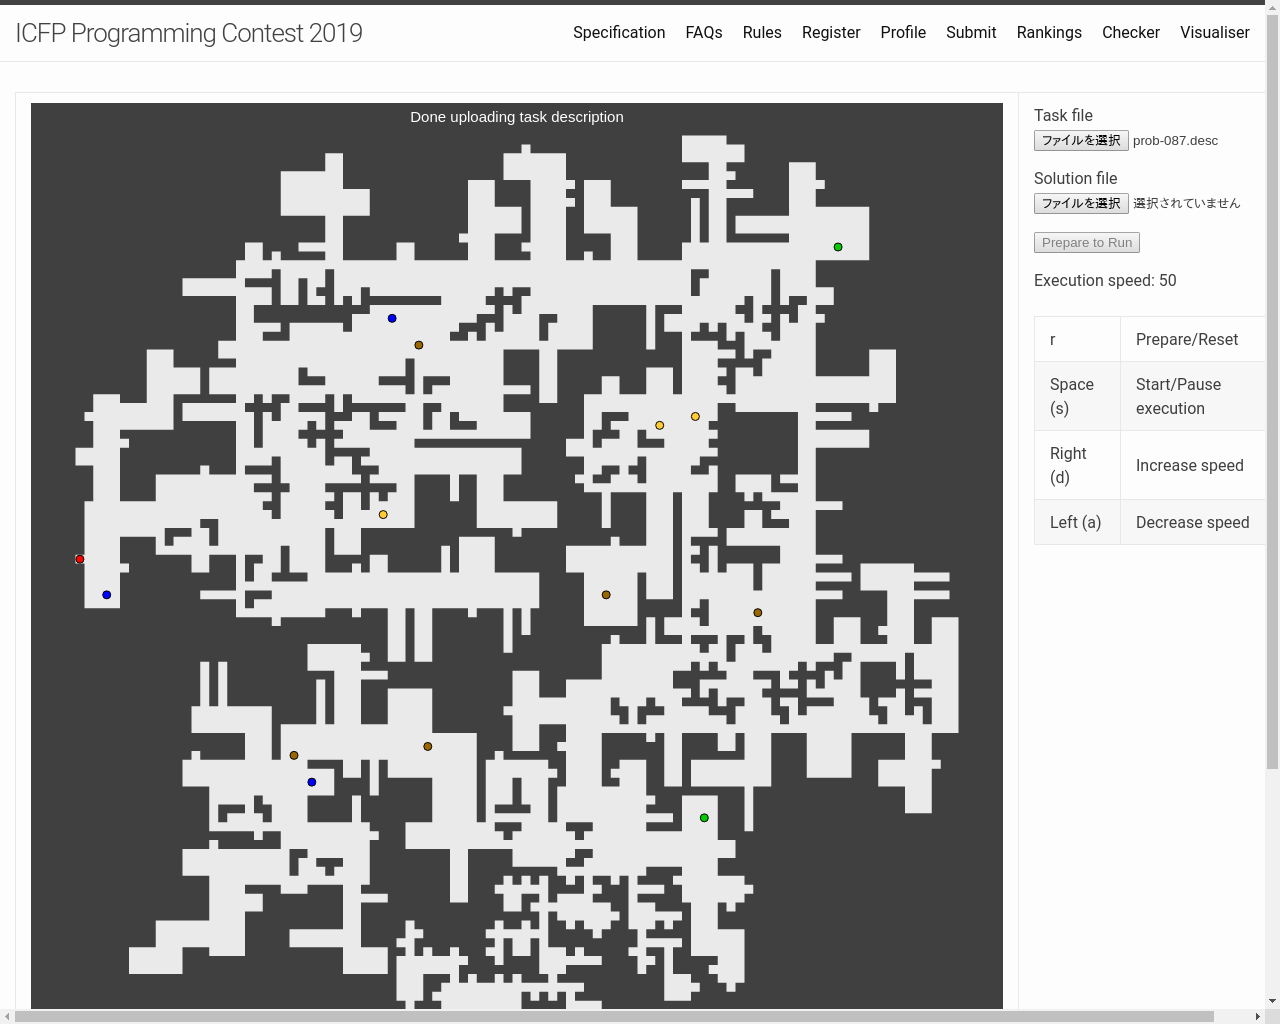 ICFP Programming Contest 2019
Specification FAQs Rules Register Profile Submit Rankings Checker Visualiser
Done uploading task description
Task file
ファイルを選択 prob-087.desc
Solution file
ファイルを選択 選択されていません
Prepare to Run
Execution speed: 50
r Prepare/Reset
Space (s) Start/Pause execution
Right (d) Increase speed
Left (a) Decrease speed